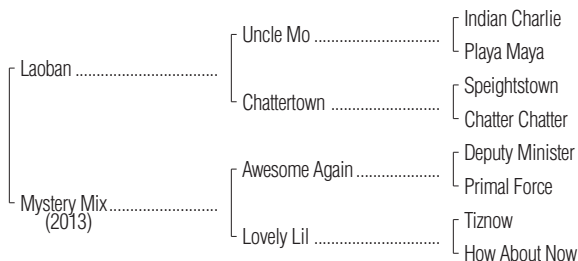 Indian Charlie
Uncle Mo ..................................
Playa Maya
Laoban .......................................
Speightstown
Chattertown ..............................
Chatter Chatter
Deputy Minister
Awesome Again .......................
Primal Force
Mystery Mix ..............................
(2013)
Tiznow
Lovely Lil ..................................
How About Now